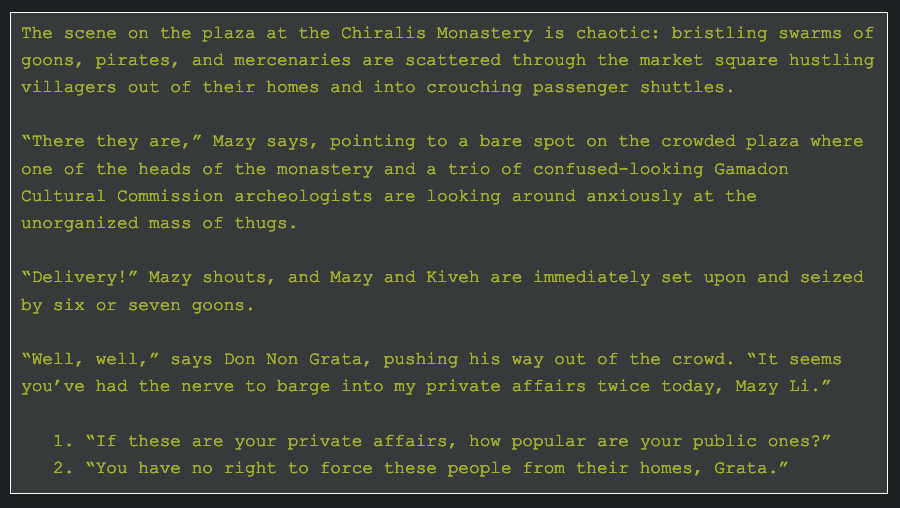 The scene on the plaza at the Chiralis Monastery is chaotic: bristling swarms of
goons, pirates, and mercenaries are scattered through the market square hustling
villagers out of their homes and into crouching passenger shuttles.
“There they are,” Mazy says, pointing to a bare spot on the crowded plaza where
one of the heads of the monastery and a trio of confused-looking Gamadon
Cultural Commission archeologists are looking around anxiously at the
unorganized mass of thugs.
“Delivery!” Mazy shouts, and Mazy and Kiveh are immediately set upon and seized
by six or seven goons.
“Well, well,” says Don Non Grata, pushing his way out of the crowd. “It seems
you’ve had the nerve to barge into my private affairs twice today, Mazy Li.”
1. “If these are your private affairs, how popular are your public ones?”
2. “You have no right to force these people from their homes, Grata.”